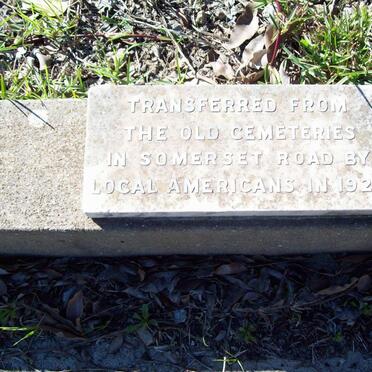 TRANSFERRED FROM
THE OLD CEMETERIES
IN SOMERSET ROAD BY
LOCAL AMERICANS IN